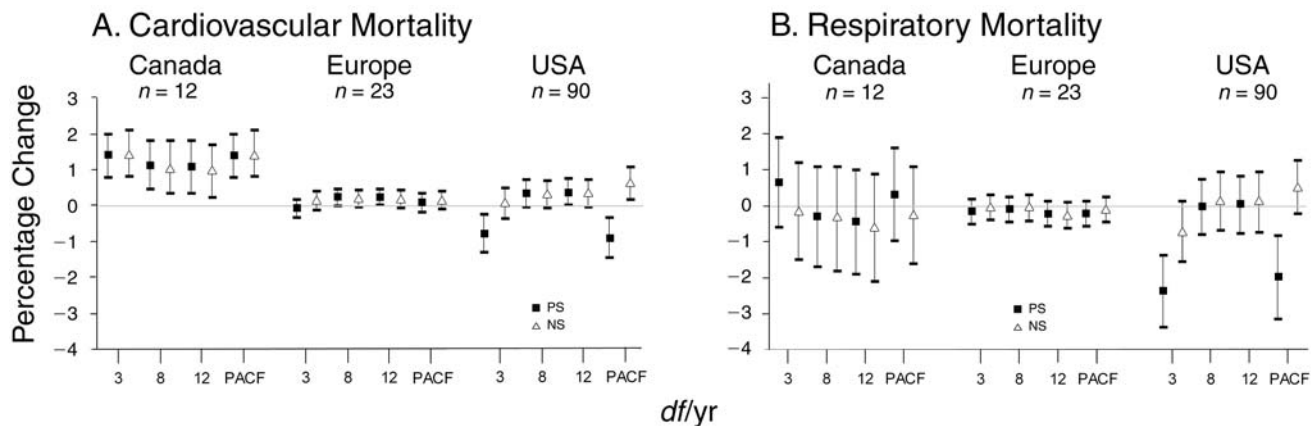 A. Cardiovascular Mortality
Canada Europe USA
n = 12 n = 23 n = 90
Percentage Change
3
2
1
0
−1
−2
−3
−4
PS
NS
3 8 12 PACF 3 8 12 PACF 3 8 12 PACF
B. Respiratory Mortality
Canada Europe USA
n = 12 n = 23 n = 90
3
2
1
0
−1
−2
−3
−4
PS
NS
3 8 12 PACF 3 8 12 PACF 3 8 12 PACF
df/yr